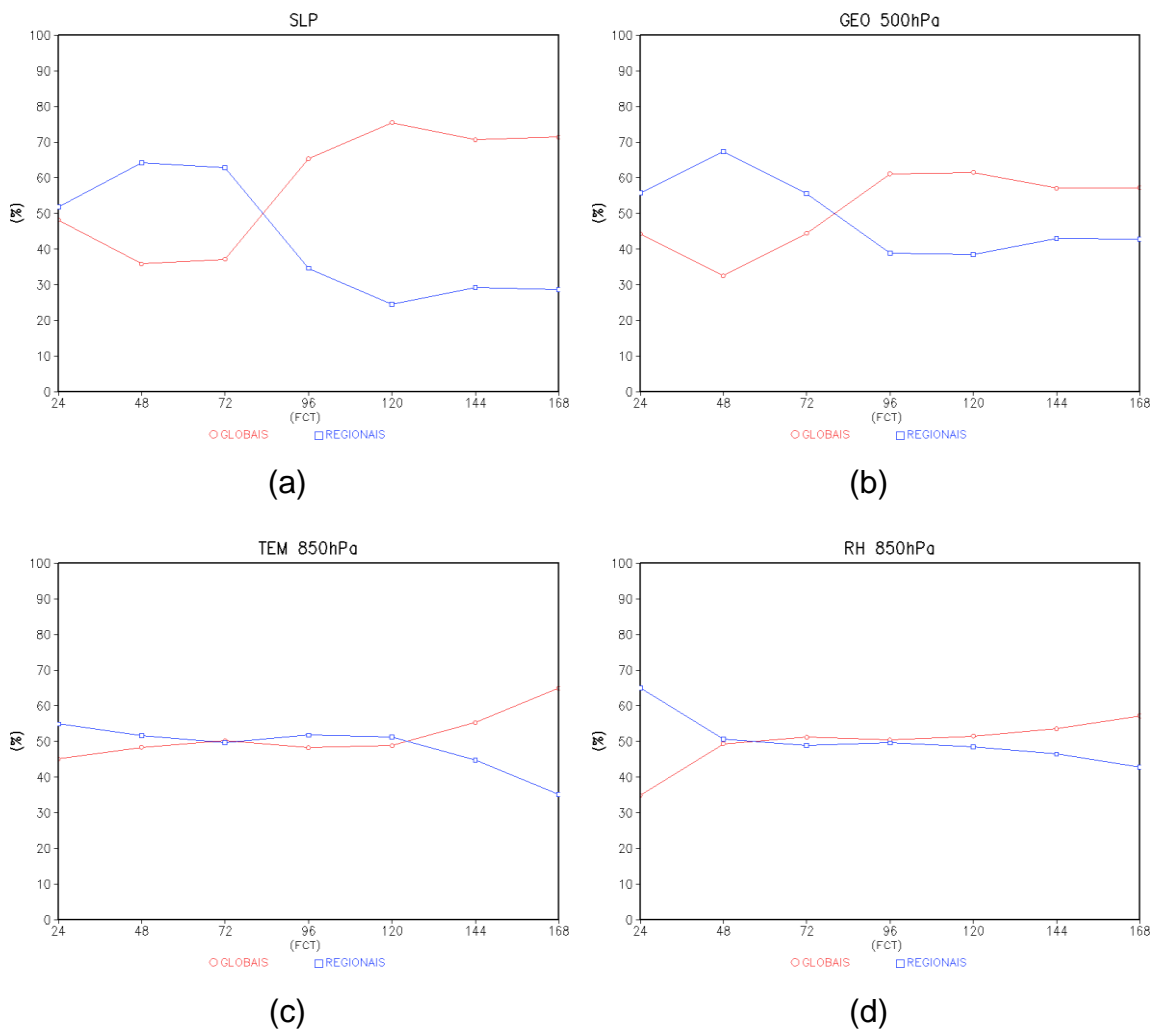 SLP
100
90
80
70
60
50
40
30
20
10
0
(%)
24 48 72 96 120 144 168
(FCT)
GLOBAIS REGIONAIS
(a)
GEO 500hPa
100
90
80
70
60
50
40
30
20
10
0
(%)
24 48 72 96 120 144 168
(FCT)
GLOBAIS REGIONAIS
(b)
TEM 850hPa
100
90
80
70
60
50
40
30
20
10
0
(%)
24 48 72 96 120 144 168
(FCT)
GLOBAIS REGIONAIS
(c)
RH 850hPa
100
90
80
70
60
50
40
30
20
10
0
(%)
24 48 72 96 120 144 168
(FCT)
GLOBAIS REGIONAIS
(d)